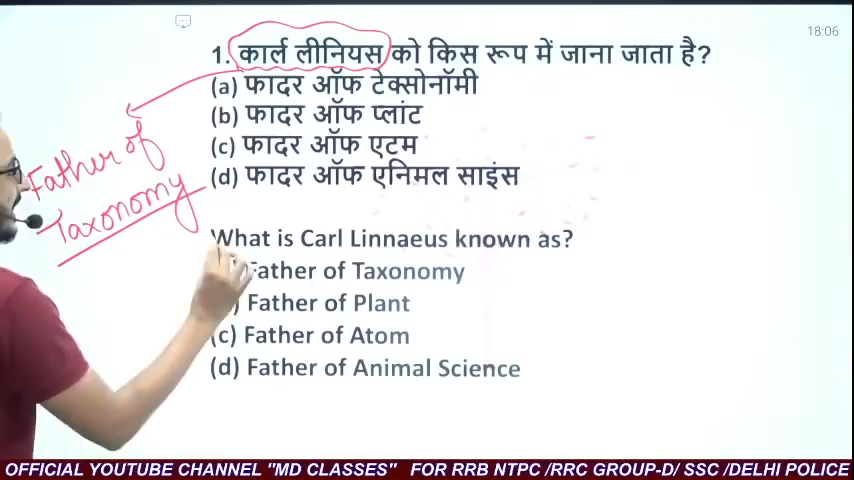 18:06
1. कार्ल लीनियस को किस रूप में जाना जाता है?
(a) फादर ऑफ टेक्सोनॉमी
(b) फादर ऑफ प्लांट
(c) फादर ऑफ एटम
(d) फादर ऑफ एनिमल साइंस
Father of
Taxonomy
What is Carl Linnaeus known as?
Father of Taxonomy
) Father of Plant
(c) Father of Atom
(d) Father of Animal Science
OFFICIAL YOUTUBE CHANNEL "MD CLASSES" FOR RRB NTPC /RRC GROUP-D/ SSC /DELHI POLICE